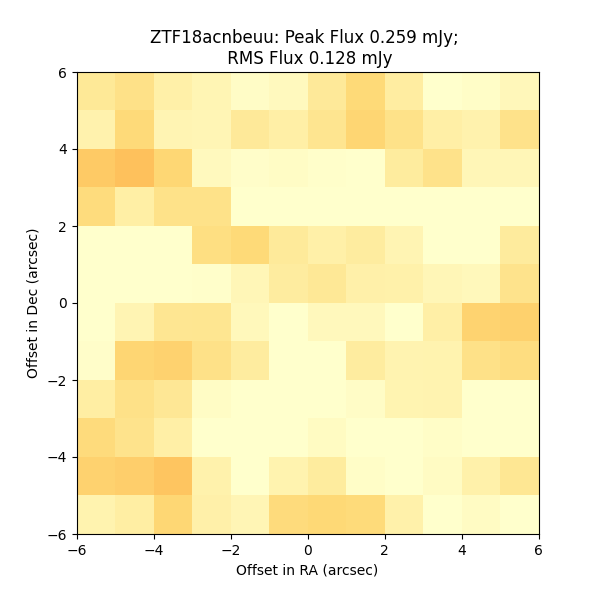 ZTF18acnbeuu: Peak Flux 0.259 mJy;
RMS Flux 0.128 mJy
6
4
2
0
−2
−4
−6
Offset in Dec (arcsec)
−6 −4 −2 0 2 4 6
Offset in RA (arcsec)